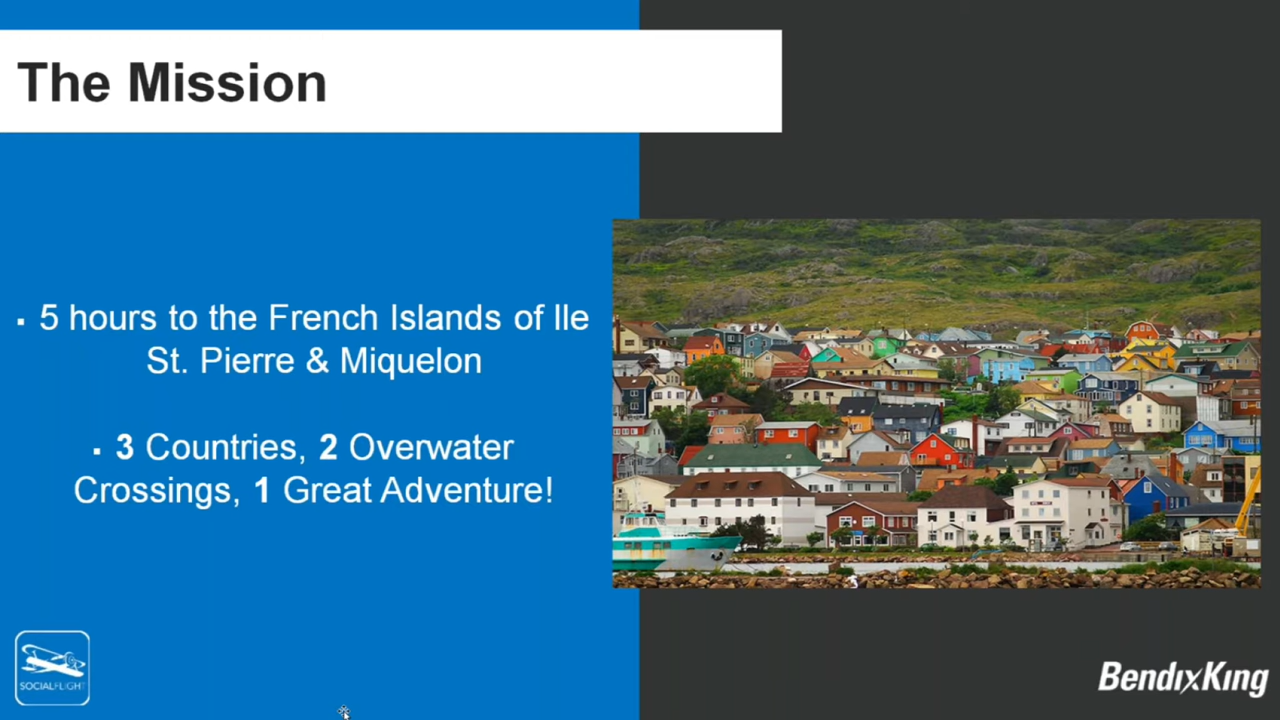 The Mission
▪ 5 hours to the French Islands of Ile
St. Pierre & Miquelon
▪ 3 Countries, 2 Overwater
Crossings, 1 Great Adventure!
SOCIALFLIGHT
BendixKing